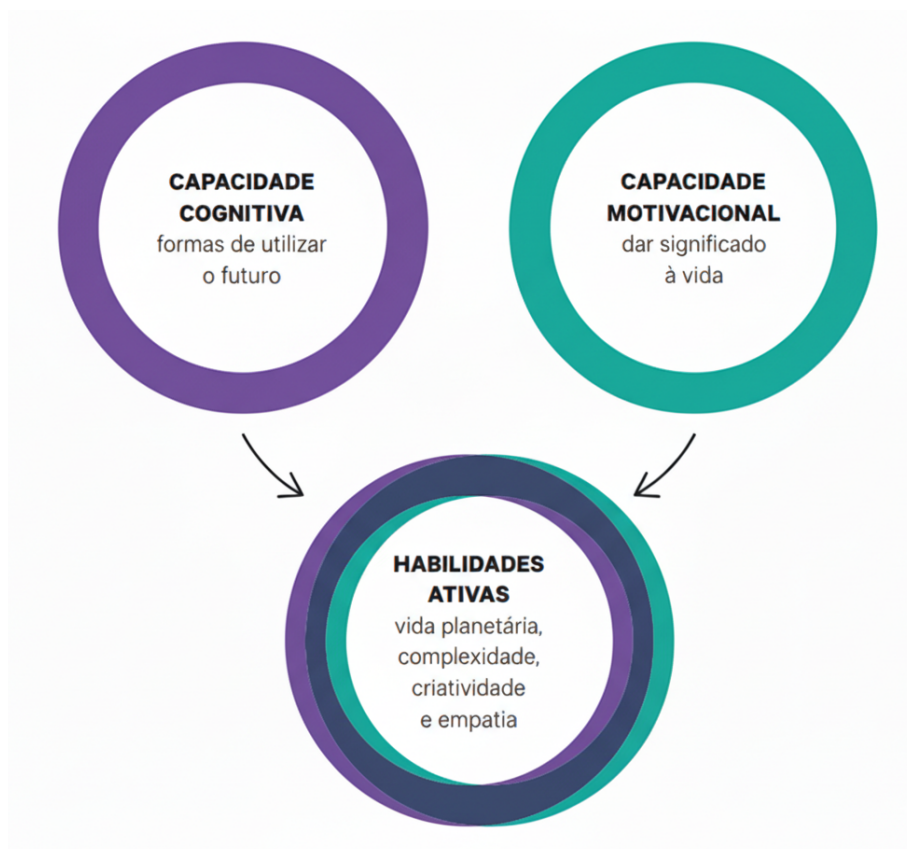 CAPACIDADE
COGNITIVA
formas de utilizar
o futuro
CAPACIDADE
MOTIVACIONAL
dar significado
à vida
HABILIDADES
ATIVAS
vida planetária,
complexidade,
criatividade
e empatia